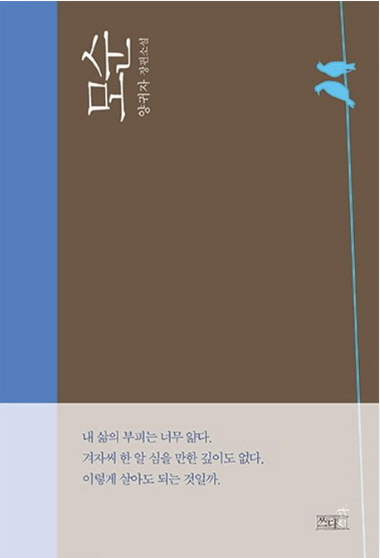 모순
양귀자 장편소설
내 삶의 부피는 너무 얇다.
겨자씨 한 알 심을 만한 깊이도 없다.
이렇게 살아도 되는 것일까.
쓰다